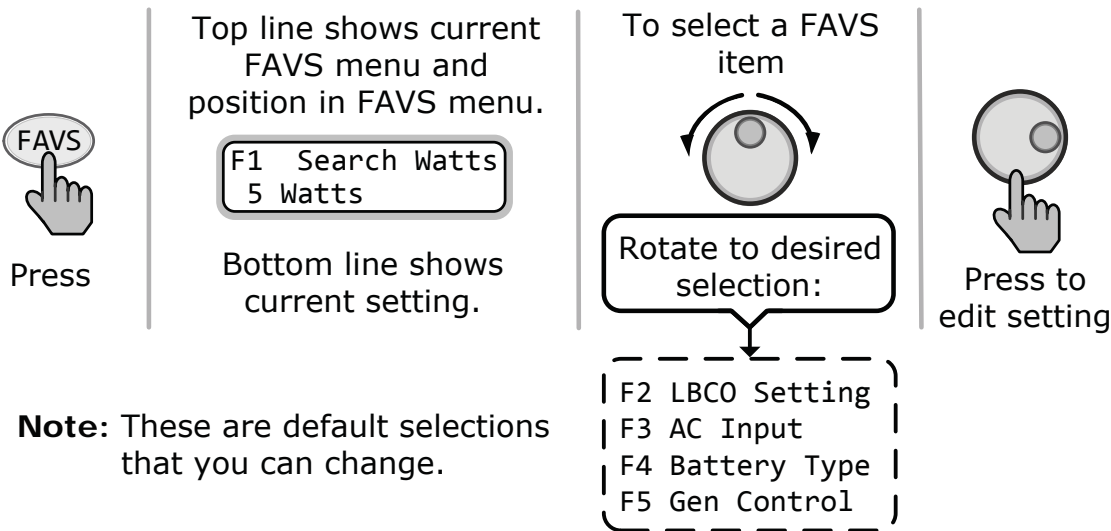 FAVS
Press
Top line shows current
FAVS menu and
position in FAVS menu.
F1 Search Watts
5 Watts
Bottom line shows
current setting.
To select a FAVS
item
Rotate to desired
selection:
F2 LBCO Setting
F3 AC Input
F4 Battery Type
F5 Gen Control
Press to
edit setting
Note: These are default selections
that you can change.